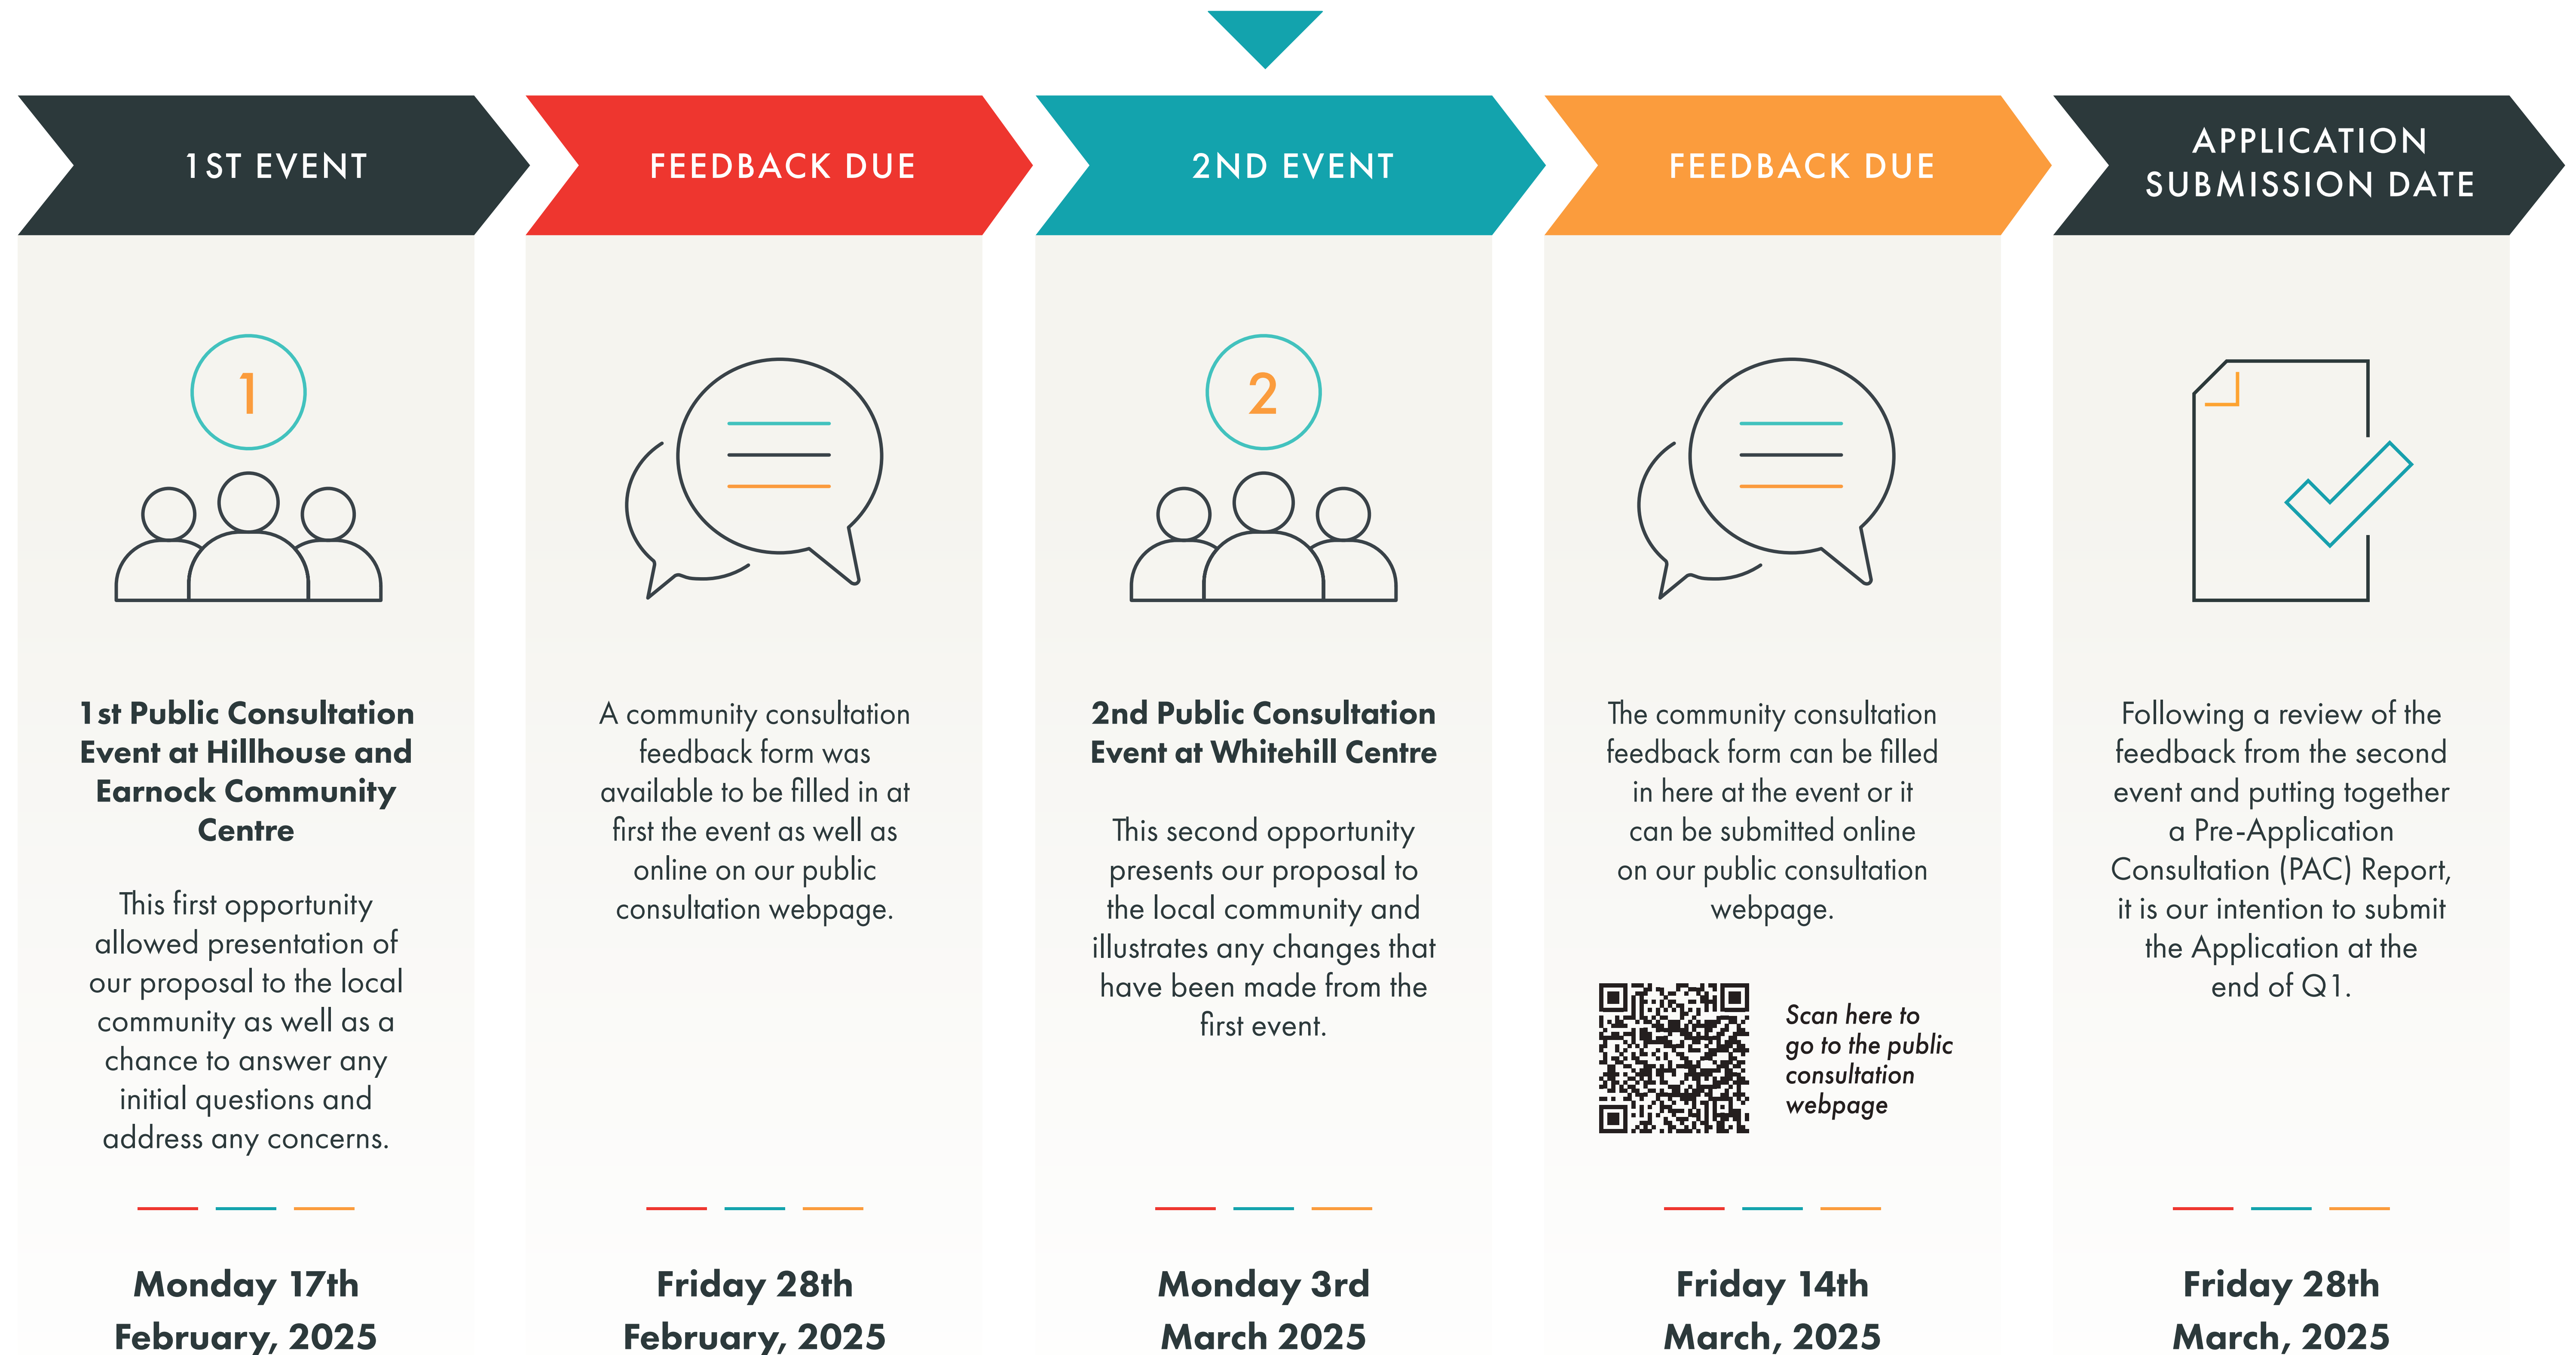 1ST EVENT
1
1st Public Consultation
Event at Hillhouse and
Earnock Community
Centre
This first opportunity
allowed presentation of
our proposal to the local
community as well as a
chance to answer any
initial questions and
address any concerns.
Monday 17th
February, 2025
FEEDBACK DUE
A community consultation
feedback form was
available to be filled in at
first the event as well as
online on our public
consultation webpage.
Friday 28th
February, 2025
2ND EVENT
2
2nd Public Consultation
Event at Whitehill Centre
This second opportunity
presents our proposal to
the local community and
illustrates any changes that
have been made from the
first event.
Monday 3rd
March 2025
FEEDBACK DUE
The community consultation
feedback form can be filled
in here at the event or it
can be submitted online
on our public consultation
webpage.
Scan here to
go to the public
consultation
webpage
Friday 14th
March, 2025
APPLICATION
SUBMISSION DATE
Following a review of the
feedback from the second
event and putting together
a Pre-Application
Consultation (PAC) Report,
it is our intention to submit
the Application at the
end of Q1.
Friday 28th
March, 2025